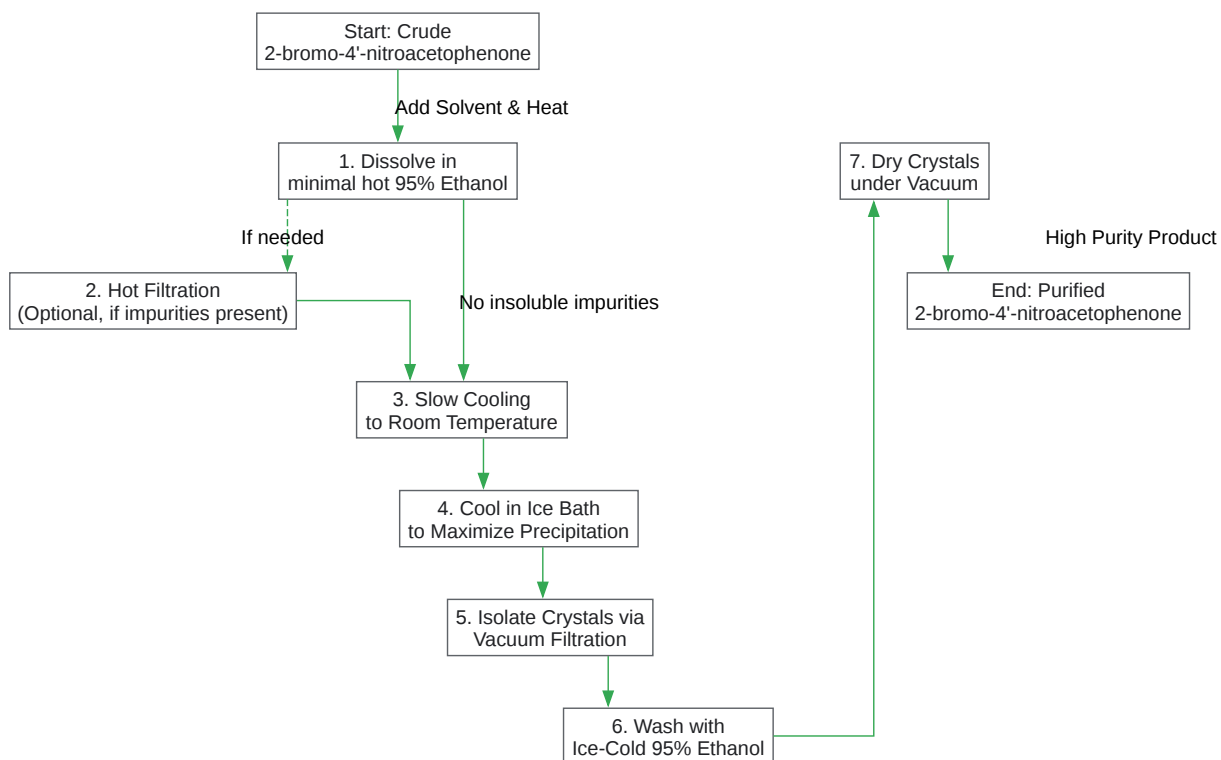 Start: Crude
2-bromo-4'-nitroacetophenone
Add Solvent & Heat
1. Dissolve in
minimal hot 95% Ethanol
If needed
2. Hot Filtration
(Optional, if impurities present)
No insoluble impurities
3. Slow Cooling
to Room Temperature
4. Cool in Ice Bath
to Maximize Precipitation
5. Isolate Crystals via
Vacuum Filtration
6. Wash with
Ice-Cold 95% Ethanol
7. Dry Crystals
under Vacuum
High Purity Product
End: Purified
2-bromo-4'-nitroacetophenone